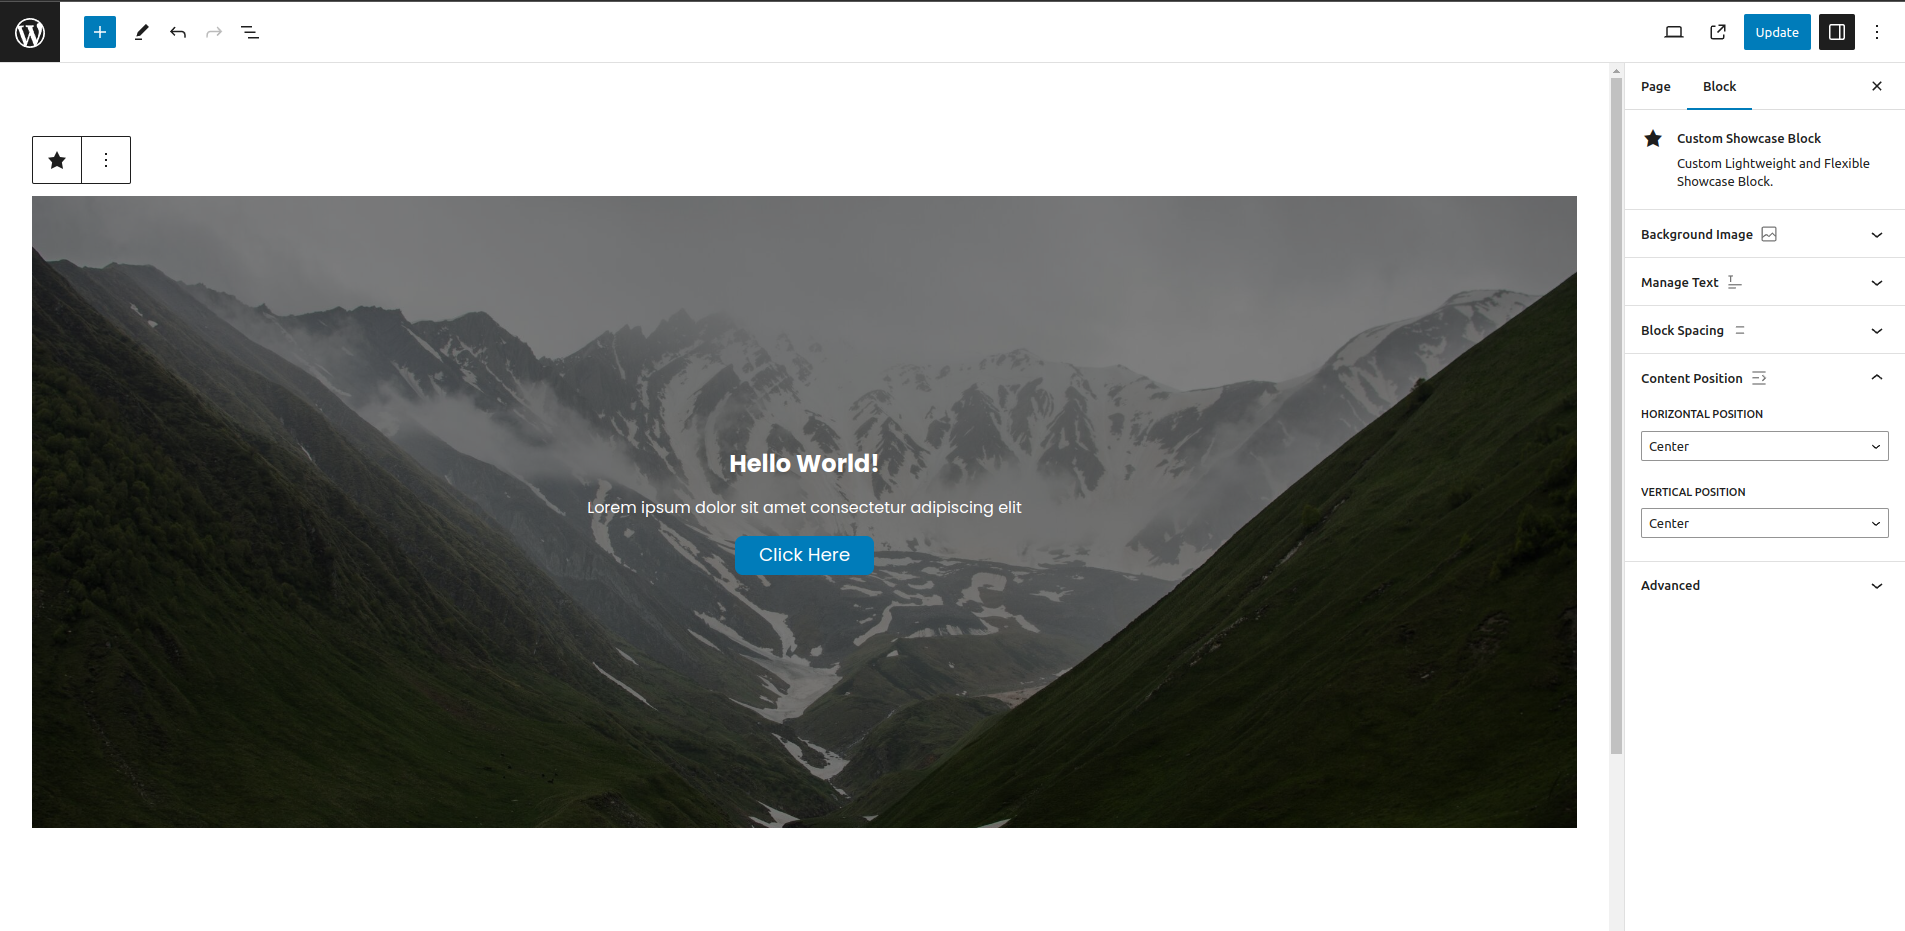 Update
Page
Block
Custom Showcase Block
Custom Lightweight and Flexible
Showcase Block.
Background Image
Manage Text
Block Spacing
Content Position
HORIZONTAL POSITION
Center
VERTICAL POSITION
Center
Advanced
Hello World!
Lorem ipsum dolor sit amet consectetur adipiscing elit
Click Here